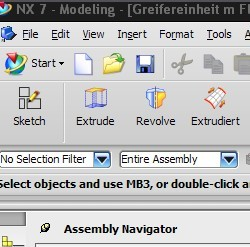 NX 7 - Modeling - [Greifereinheit m Fl
File Edit View Insert Format Tools
Start
Sketch Extrude Revolve Extrudiert
No Selection Filter Entire Assembly
Select objects and use MB3, or double-click a
Assembly Navigator